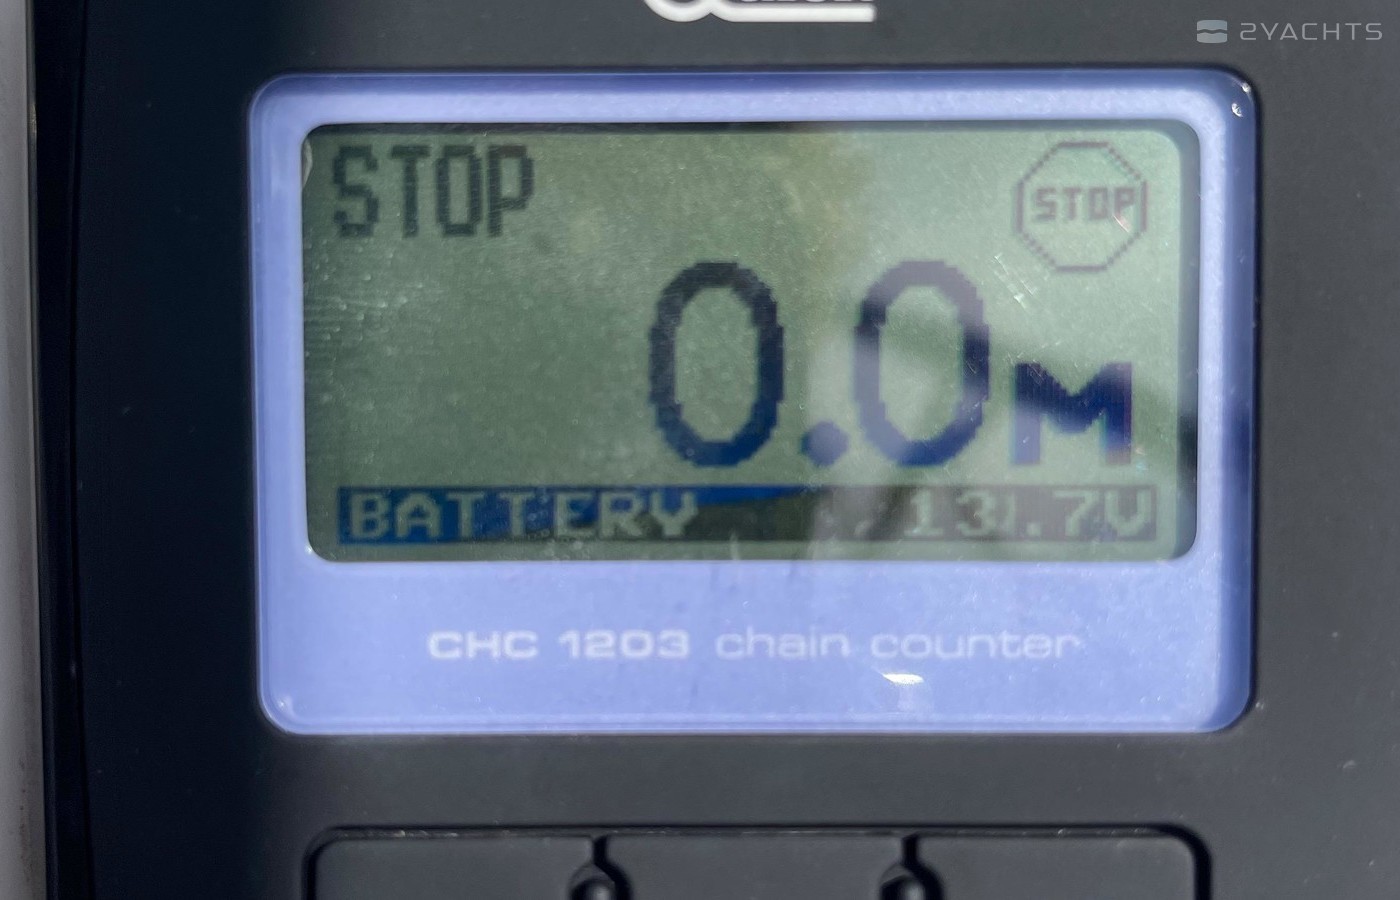 2YACHTS
STOP
STOP
0.0M
BATTERY 13.7V
CHC 1203 chain counter